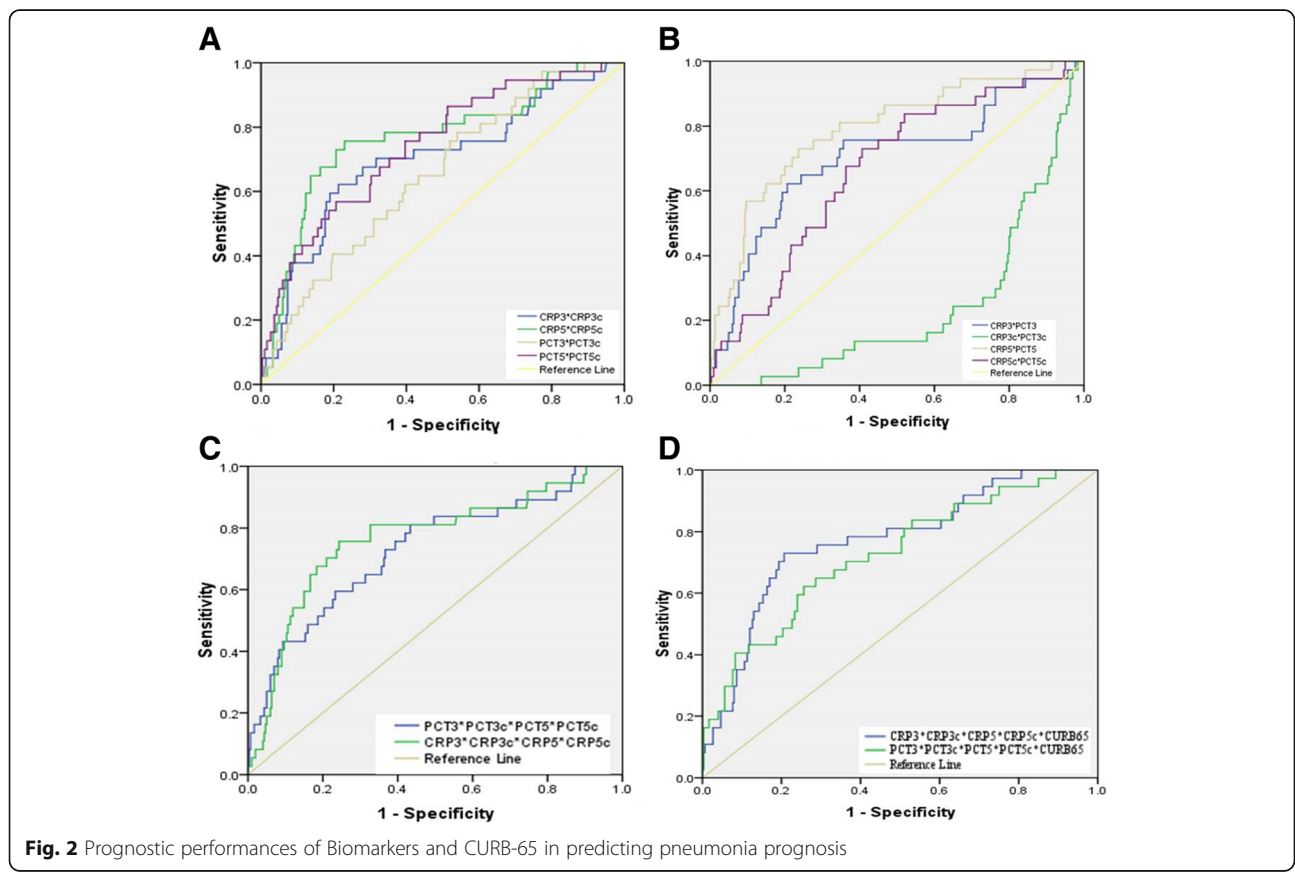 A
1.0
0.8
0.6
0.4
0.2
0.0
Sensitivity
CRP3*CRP3c
CRP5*CRP5c
PCT3*PCT3c
PCT5*PCT5c
Reference Line
0.0 0.2 0.4 0.6 0.8 1.0
1 - Specificity
B
1.0
0.8
0.6
0.4
0.2
0.0
Sensitivity
CRP3*PCT3
CRP3c*PCT3c
CRP5*PCT5
CRP5c*PCT5c
Reference Line
0.0 0.2 0.4 0.6 0.8 1.0
1 - Specificity
C
1.0
0.8
0.6
0.4
0.2
0.0
Sensitivity
PCT3*PCT3c*PCT5*PCT5c
CRP3*CRP3c*CRP5*CRP5c
Reference Line
0.0 0.2 0.4 0.6 0.8 1.0
1 - Specificity
D
1.0
0.8
0.6
0.4
0.2
0.0
Sensitivity
CRP3*CRP3c*CRP5*CRP5c*CURB65
PCT3*PCT3c*PCT5*PCT5c*CURB65
Reference Line
0.0 0.2 0.4 0.6 0.8 1.0
1 - Specificity
Fig. 2 Prognostic performances of Biomarkers and CURB-65 in predicting pneumonia prognosis